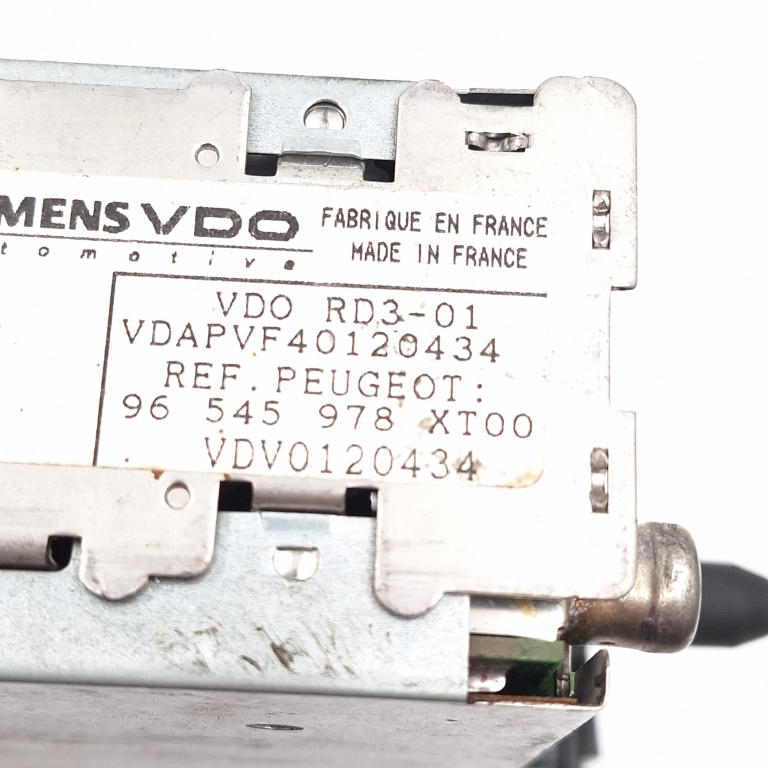 MENS VDO
tomotive
FABRIQUE EN FRANCE
MADE IN FRANCE
VDO RD3-01
VDAPVF40120434
REF. PEUGEOT:
96 545 978 XT00
VDV0120434